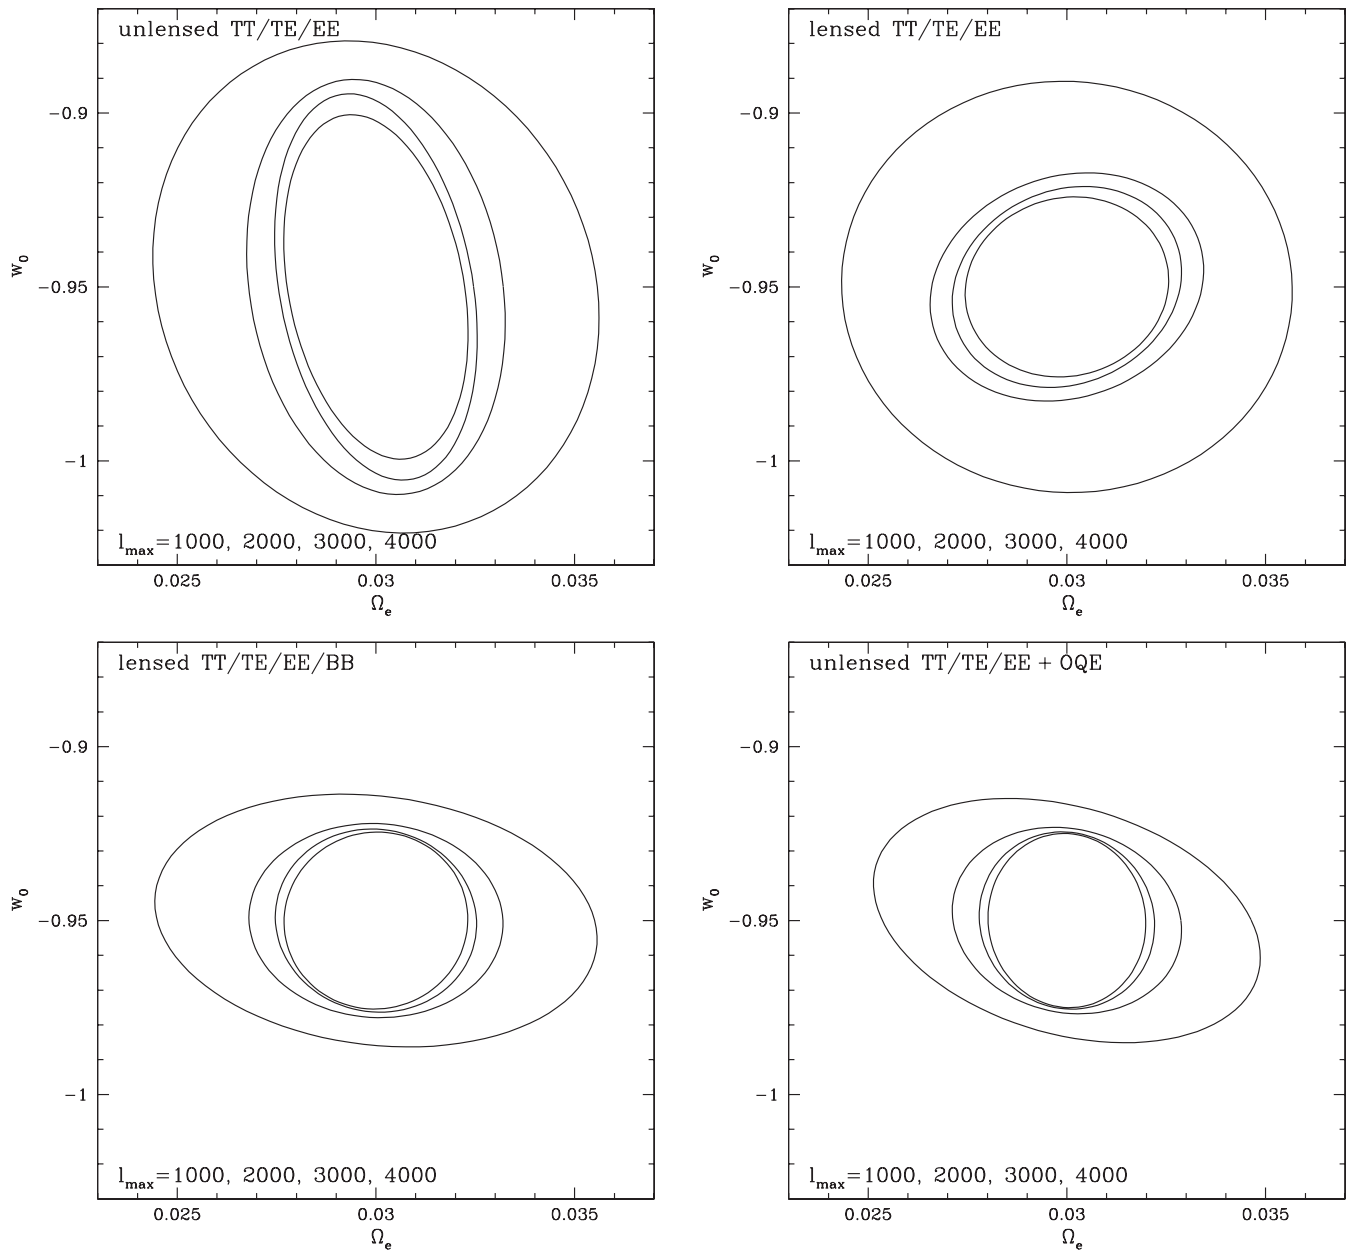 unlensed TT/TE/EE
−0.9
−0.95
−1
w₀
lₘₐₓ=1000, 2000, 3000, 4000
0.025 0.03 0.035
Ωₑ
lensed TT/TE/EE
−0.9
−0.95
−1
w₀
lₘₐₓ=1000, 2000, 3000, 4000
0.025 0.03 0.035
Ωₑ
lensed TT/TE/EE/BB
−0.9
−0.95
−1
w₀
lₘₐₓ=1000, 2000, 3000, 4000
0.025 0.03 0.035
Ωₑ
unlensed TT/TE/EE + OQE
−0.9
−0.95
−1
w₀
lₘₐₓ=1000, 2000, 3000, 4000
0.025 0.03 0.035
Ωₑ